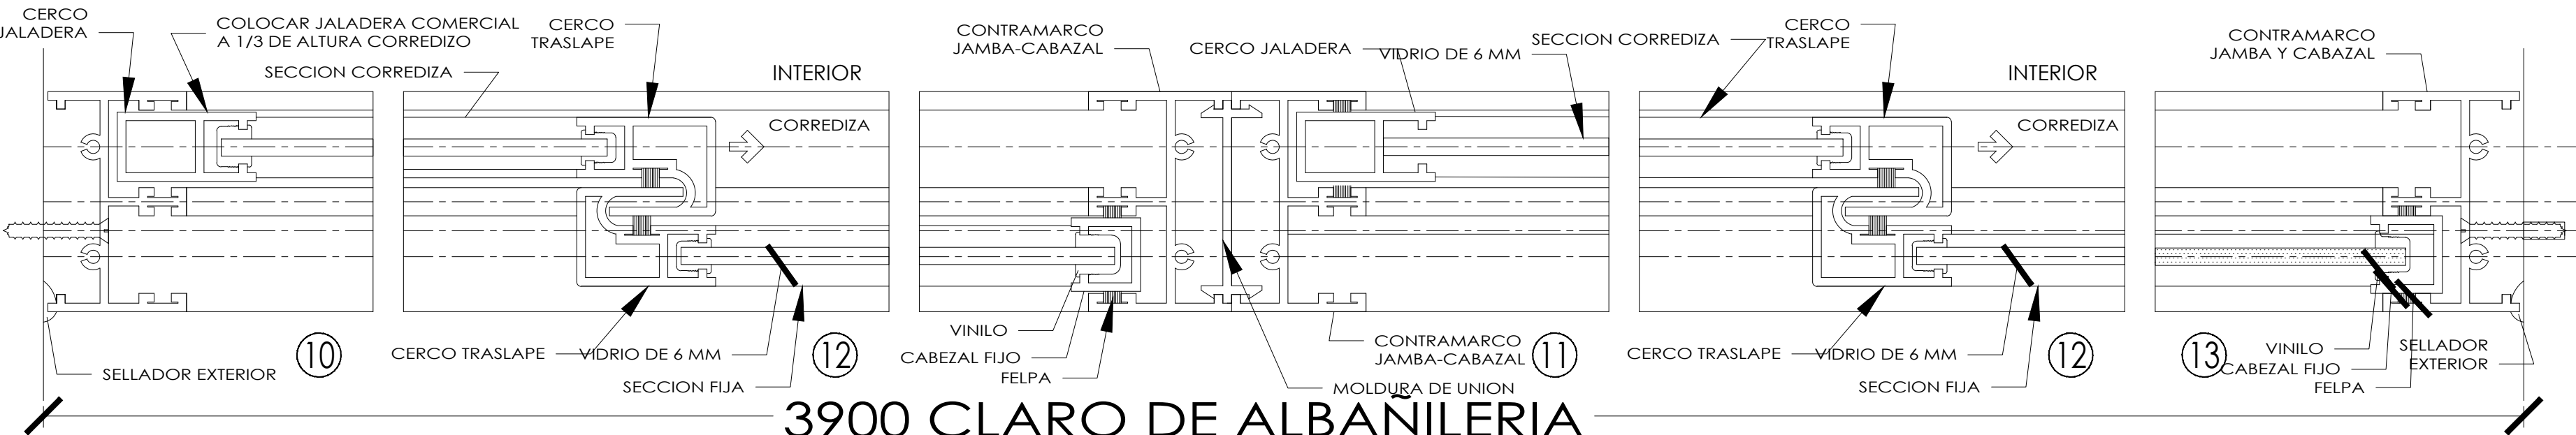 CERCO
JALADERA
COLOCAR JALADERA COMERCIAL
A 1/3 DE ALTURA CORREDIZO
SECCION CORREDIZA
CERCO
TRASLAPE
INTERIOR
CORREDIZA
CONTRAMARCO
JAMBA-CABAZAL
CERCO JALADERA
VIDRIO DE 6 MM
SECCION CORREDIZA
CERCO
TRASLAPE
INTERIOR
CORREDIZA
CONTRAMARCO
JAMBA Y CABAZAL
SELLADOR EXTERIOR
10
CERCO TRASLAPE
VIDRIO DE 6 MM
SECCION FIJA
12
VINILO
CABEZAL FIJO
FELPA
MOLDURA DE UNION
CONTRAMARCO
JAMBA-CABAZAL
11
CERCO TRASLAPE
VIDRIO DE 6 MM
SECCION FIJA
12
13
VINILO
CABEZAL FIJO
FELPA
SELLADOR
EXTERIOR
3900 CLARO DE ALBAÑILERIA